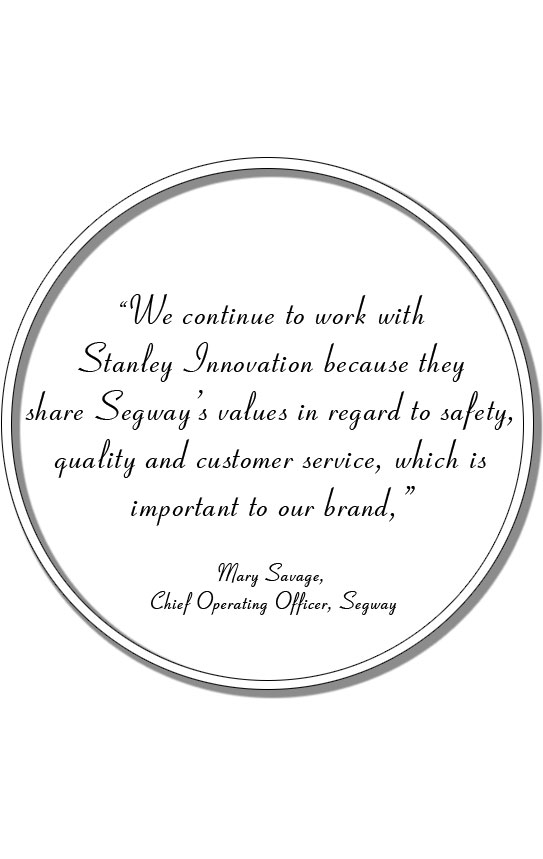 “We continue to work with
Stanley Innovation because they
share Segway’s values in regard to safety,
quality and customer service, which is
important to our brand,”
Mary Savage,
Chief Operating Officer, Segway